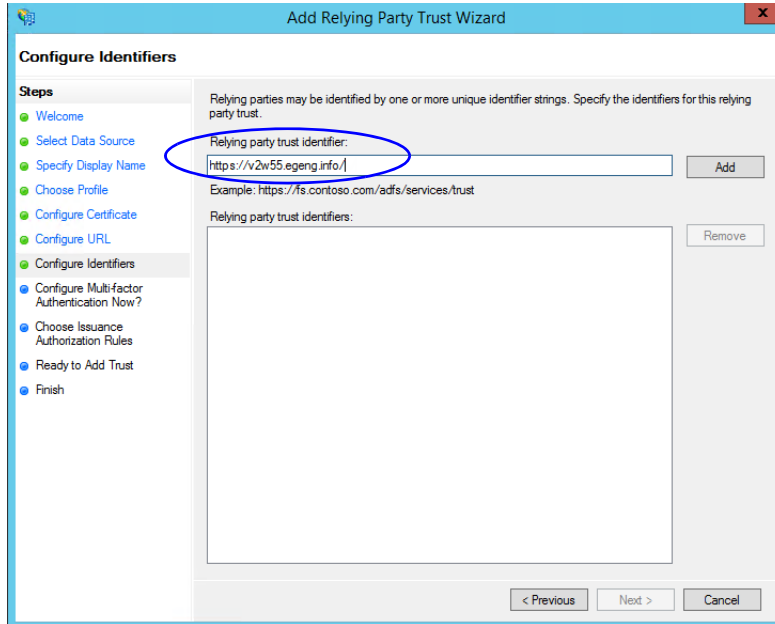 Add Relying Party Trust Wizard
x
Configure Identifiers
Steps
Welcome
Select Data Source
Specify Display Name
Choose Profile
Configure Certificate
Configure URL
Configure Identifiers
Configure Multi-factor
Authentication Now?
Choose Issuance
Authorization Rules
Ready to Add Trust
Finish
Relying parties may be identified by one or more unique identifier strings. Specify the identifiers for this relying
party trust.
Relying party trust identifier:
https://v2w55.egeng.info/
Add
Example: https://fs.contoso.com/adfs/services/trust
Relying party trust identifiers:
Remove
< Previous
Next >
Cancel